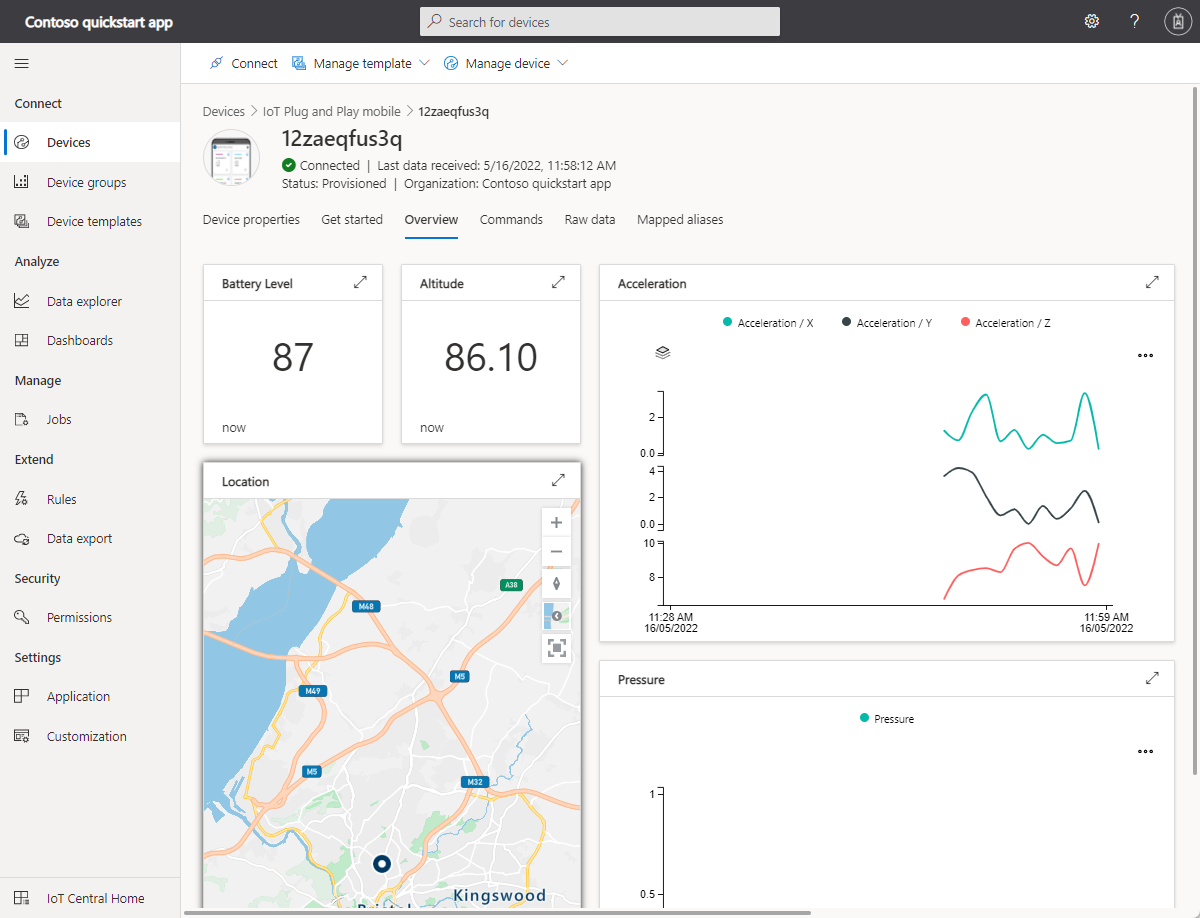 Contoso quickstart app
Search for devices
?
Connect
Manage template
Manage device
Connect
Devices
Device groups
Device templates
Analyze
Data explorer
Dashboards
Manage
Jobs
Extend
Rules
Data export
Security
Permissions
Settings
Application
Customization
IoT Central Home
Devices > IoT Plug and Play mobile > 12zaeqfus3q
12zaeqfus3q
Connected | Last data received: 5/16/2022, 11:58:12 AM
Status: Provisioned | Organization: Contoso quickstart app
Device properties
Get started
Overview
Commands
Raw data
Mapped aliases
Battery Level
87
now
Altitude
86.10
now
Location
A38
M48
M5
M49
M5
M32
Kingswood
Acceleration
Acceleration / X
Acceleration / Y
Acceleration / Z
2
0.0
4
2
0.0
10
8
11:28 AM
16/05/2022
11:59 AM
16/05/2022
Pressure
Pressure
1
0.5